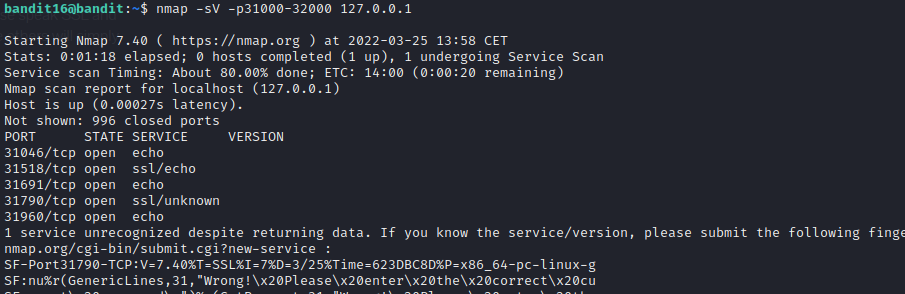 bandit16@bandit:~$ nmap -sV -p31000-32000 127.0.0.1
Starting Nmap 7.40 ( https://nmap.org ) at 2022-03-25 13:58 CET
Stats: 0:01:18 elapsed; 0 hosts completed (1 up), 1 undergoing Service Scan
Service scan Timing: About 80.00% done; ETC: 14:00 (0:00:20 remaining)
Nmap scan report for localhost (127.0.0.1)
Host is up (0.00027s latency).
Not shown: 996 closed ports
PORT      STATE SERVICE     VERSION
31046/tcp open  echo
31518/tcp open  ssl/echo
31691/tcp open  echo
31790/tcp open  ssl/unknown
31960/tcp open  echo
1 service unrecognized despite returning data. If you know the service/version, please submit the following finge
nmap.org/cgi-bin/submit.cgi?new-service :
SF-Port31790-TCP:V=7.40%T=SSL%I=7%D=3/25%Time=623DBC8D%P=x86_64-pc-linux-g
SF:nu%r(GenericLines,31,"Wrong!\x20Please\x20enter\x20the\x20correct\x20cu